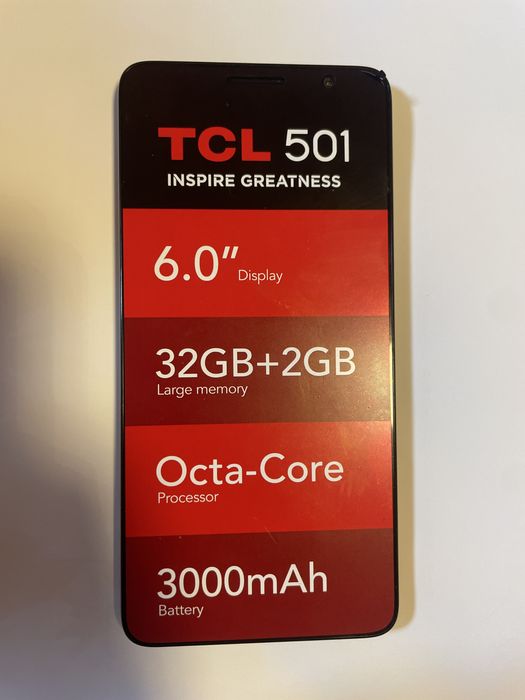 TCL 501
INSPIRE GREATNESS
6.0" Display
32GB+2GB
Large memory
Octa-Core
Processor
3000mAh
Battery